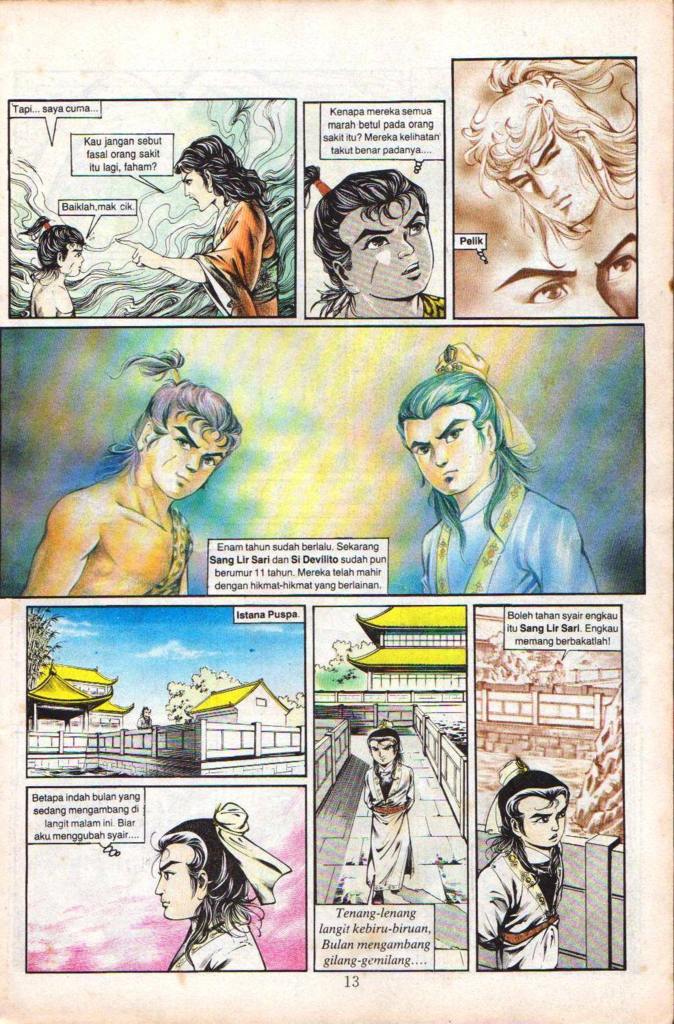 Tapi... saya cuma...
Kau jangan sebut
fasal orang sakit
itu lagi, faham?
Baiklah,mak cik.
Kenapa mereka semua
marah betul pada orang
sakit itu? Mereka kelihatan
takut benar padanya....
Pelik
Enam tahun sudah berlalu. Sekarang
Sang Lir Sari dan Si Devilito sudah pun
berumur 11 tahun. Mereka telah mahir
dengan hikmat-hikmat yang berlainan.
Istana Puspa.
Betapa indah bulan yang
sedang mengambang di
langit malam ini. Biar
aku menggubah syair....
Tenang-lenang
langit kebiru-biruan,
Bulan mengambang
gilang-gemilang....
Boleh tahan syair engkau
itu Sang Lir Sari. Engkau
memang berbakatlah!
13